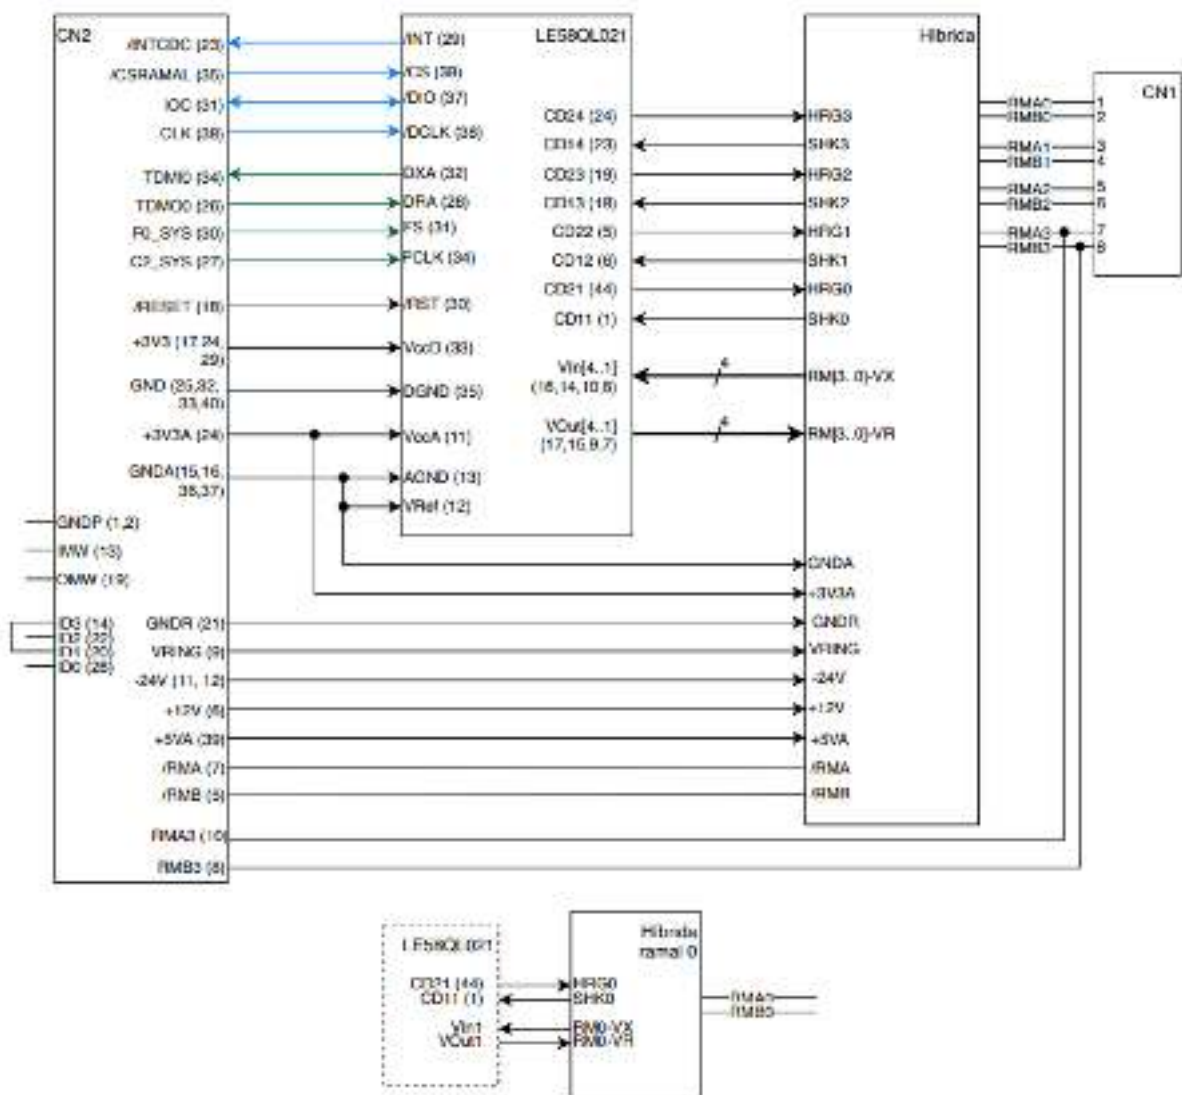 CN2
/INTCDC (23)
/CSRAMAL (35)
IOC (31)
CLK (38)
TDMI0 (34)
TDMO0 (26)
F0_SYS (30)
C2_SYS (27)
/RESET (18)
+3V3 (17,24,
29)
GND (25,32,
33,40)
+3V3A (24)
GNDA(15,16,
36,37)
GNDP (1,2)
IMW (13)
OMW (19)
ID3 (14)
ID2 (22)
ID1 (20)
ID0 (28)
GNDR (21)
VRING (9)
-24V (11, 12)
+12V (6)
+5VA (39)
/RMA (7)
/RMB (5)
RMA3 (10)
RMB3 (8)
LE58QL021
/INT (29)
/CS (39)
/DIO (37)
/DCLK (38)
DXA (32)
DRA (28)
FS (31)
PCLK (34)
/RST (30)
VccD (33)
DGND (35)
VccA (11)
AGND (13)
VRef (12)
CD24 (24)
CD14 (23)
CD23 (19)
CD13 (18)
CD22 (5)
CD12 (6)
CD21 (44)
CD11 (1)
Vin[4..1]
(16,14,10,8)
VOut[4..1]
(17,15,9,7)
4
4
Híbrida
HRG3
SHK3
HRG2
SHK2
HRG1
SHK1
HRG0
SHK0
RM[3..0]-VX
RM[3..0]-VR
GNDA
+3V3A
GNDR
VRING
-24V
+12V
+5VA
/RMA
/RMB
RMA0
RMB0
RMA1
RMB1
RMA2
RMB2
RMA3
RMB3
CN1
1
2
3
4
5
6
7
8
LE58QL021
CD21 (44)
CD11 (1)
Vin1
VOut1
Híbrida
ramal 0
HRG0
SHK0
RM0-VX
RM0-VR
RMA0
RMB0